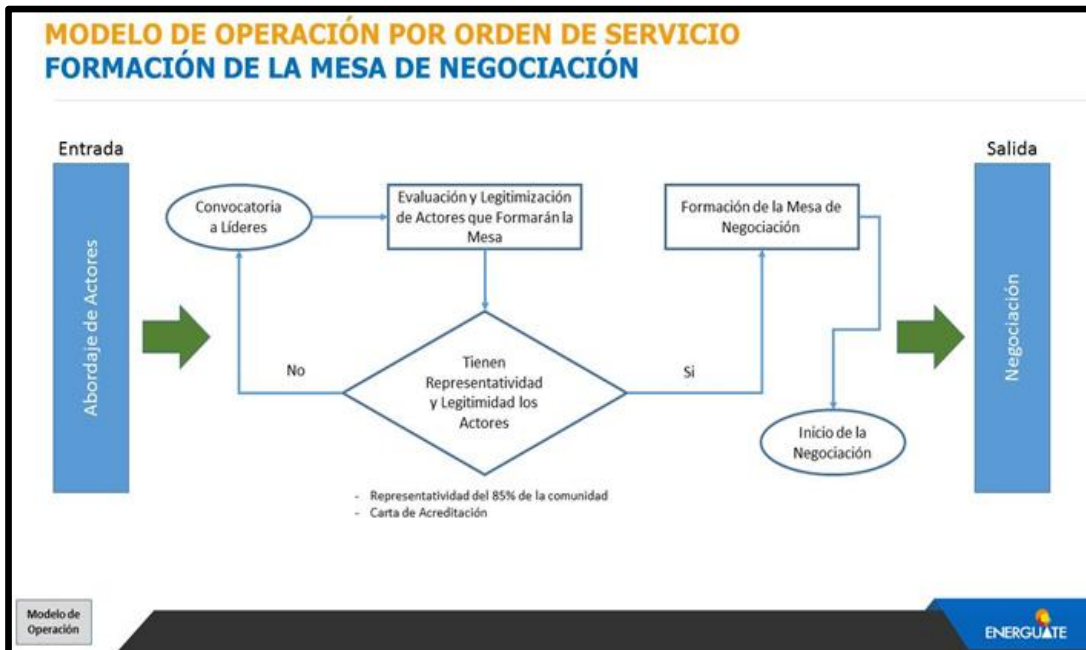 MODELO DE OPERACIÓN POR ORDEN DE SERVICIO
FORMACIÓN DE LA MESA DE NEGOCIACIÓN
Entrada
Abordaje de Actores
Convocatoria
a Líderes
Evaluación y Legitimización
de Actores que Formarán la
Mesa
Tienen
Representatividad
y Legitimidad los
Actores
No
Si
- Representatividad del 85% de la comunidad
- Carta de Acreditación
Formación de la Mesa de
Negociación
Inicio de la
Negociación
Salida
Negociación
Modelo de
Operación
ENERGUATE